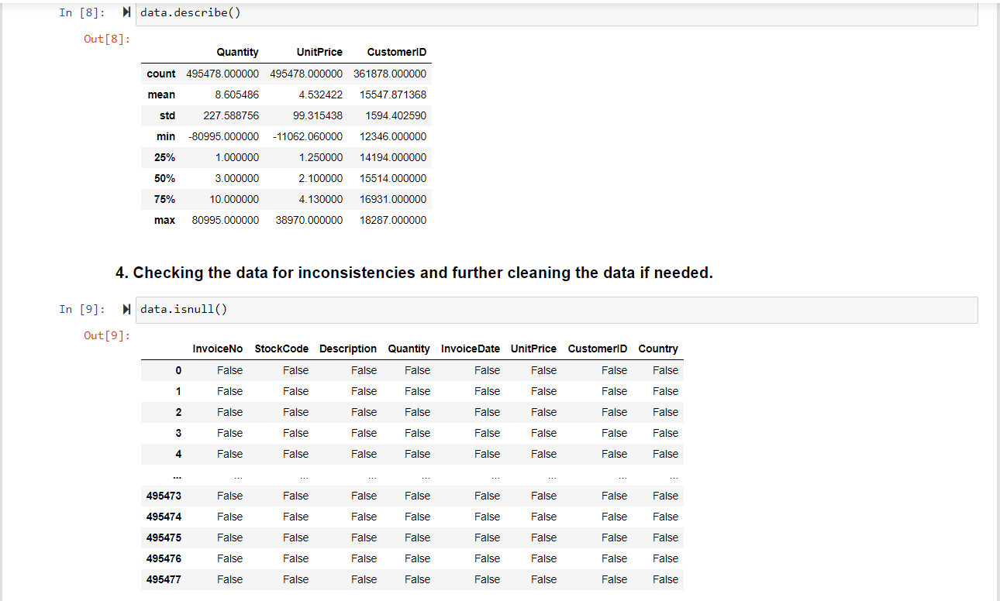 In [8]: data.describe()
Out[8]:
Quantity UnitPrice CustomerID
count 495478.000000 495478.000000 361878.000000
mean 8.605486 4.532422 15547.871368
std 227.588756 99.315438 1594.402590
min -80995.000000 -11062.060000 12346.000000
25% 1.000000 1.250000 14194.000000
50% 3.000000 2.100000 15514.000000
75% 10.000000 4.130000 16931.000000
max 80995.000000 38970.000000 18287.000000
4. Checking the data for inconsistencies and further cleaning the data if needed.
In [9]: data.isnull()
Out[9]:
InvoiceNo StockCode Description Quantity InvoiceDate UnitPrice CustomerID Country
0 False False False False False False False False
1 False False False False False False False False
2 False False False False False False False False
3 False False False False False False False False
4 False False False False False False False False
... ... ... ... ... ... ... ... ...
495473 False False False False False False False False
495474 False False False False False False False False
495475 False False False False False False False False
495476 False False False False False False False False
495477 False False False False False False False False